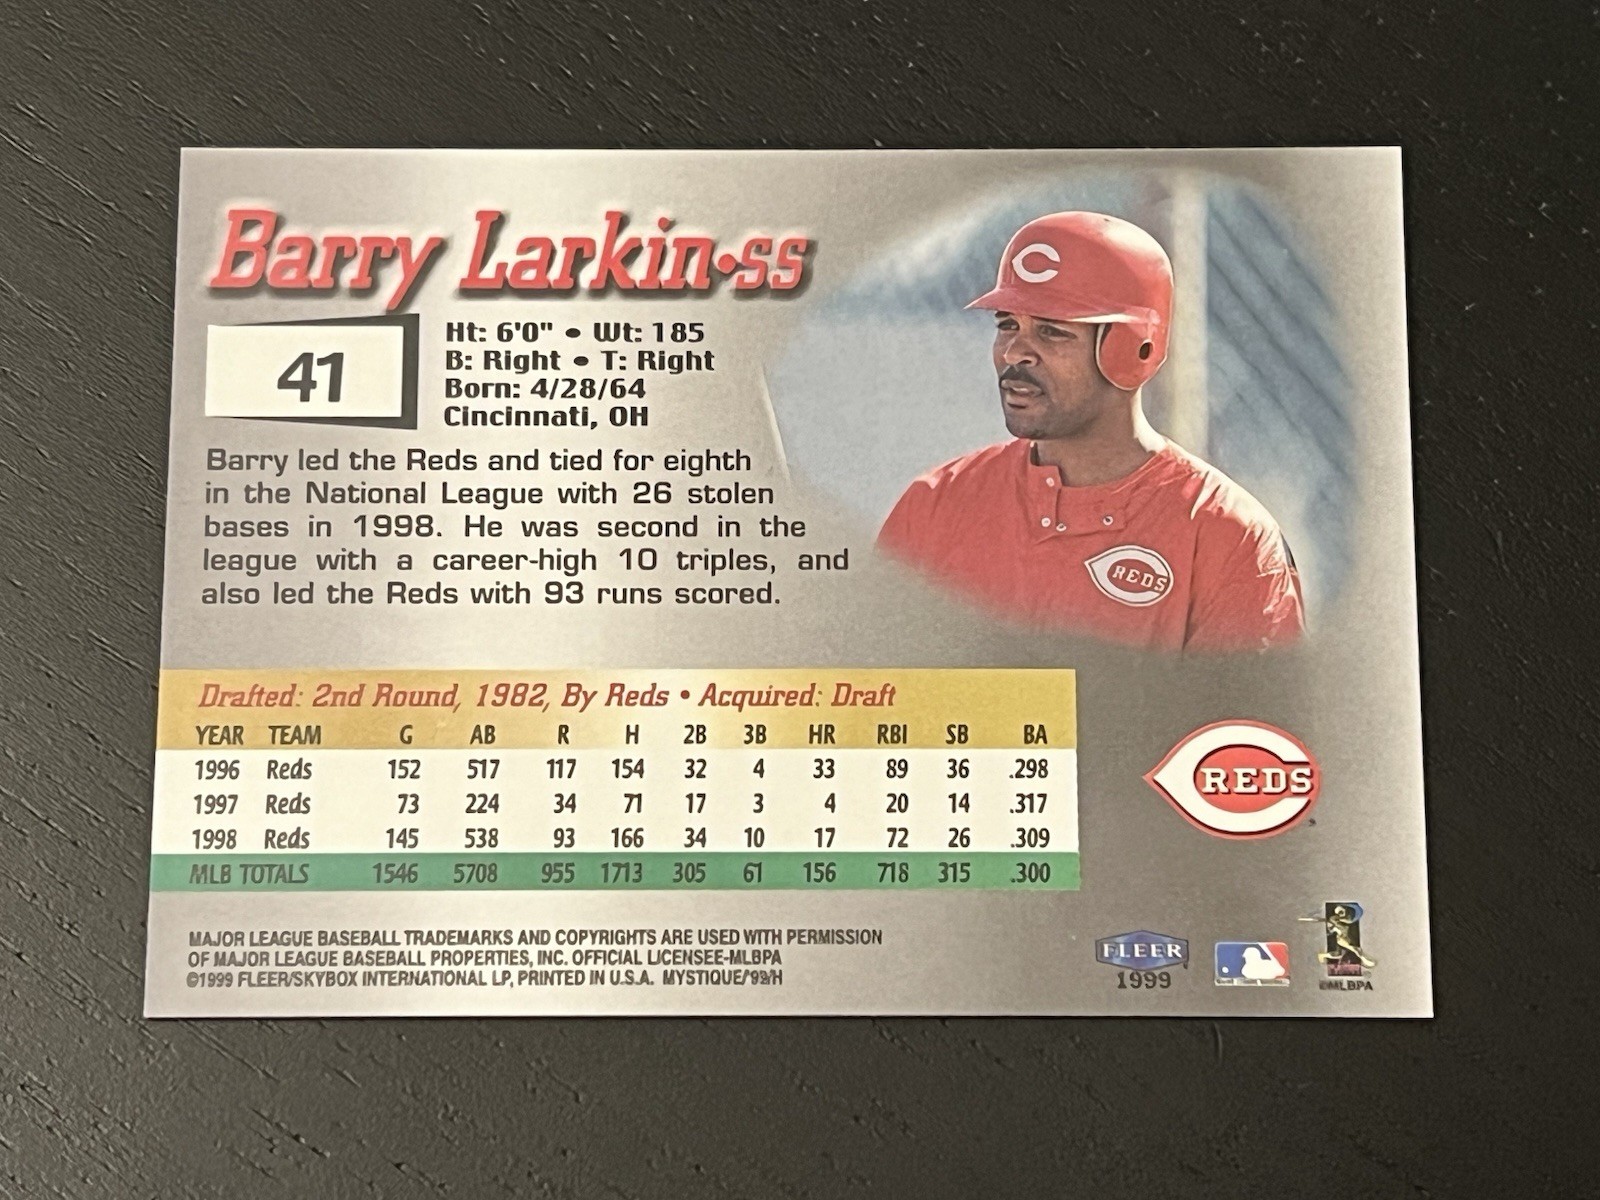 Barry Larkin•SS
41
Ht: 6'0" • Wt: 185
B: Right • T: Right
Born: 4/28/64
Cincinnati, OH
Barry led the Reds and tied for eighth
in the National League with 26 stolen
bases in 1998. He was second in the
league with a career-high 10 triples, and
also led the Reds with 93 runs scored.
C
REDS
Drafted: 2nd Round, 1982, By Reds • Acquired: Draft
YEAR TEAM G AB R H 2B 3B HR RBI SB BA
1996 Reds 152 517 117 154 32 4 33 89 36 .298
1997 Reds 73 224 34 71 17 3 4 20 14 .317
1998 Reds 145 538 93 166 34 10 17 72 26 .309
MLB TOTALS 1546 5708 955 1713 305 61 156 718 315 .300
REDS
MAJOR LEAGUE BASEBALL TRADEMARKS AND COPYRIGHTS ARE USED WITH PERMISSION
OF MAJOR LEAGUE BASEBALL PROPERTIES, INC. OFFICIAL LICENSEE-MLBPA
©1999 FLEER/SKYBOX INTERNATIONAL LP, PRINTED IN U.S.A. MYSTIQUE/'99/H
FLEER
1999
©MLBPA